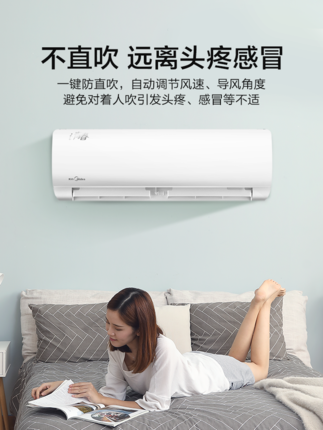 不直吹 远离头疼感冒
一键防直吹，自动调节风速、导风角度
避免对着人吹引发头疼、感冒等不适